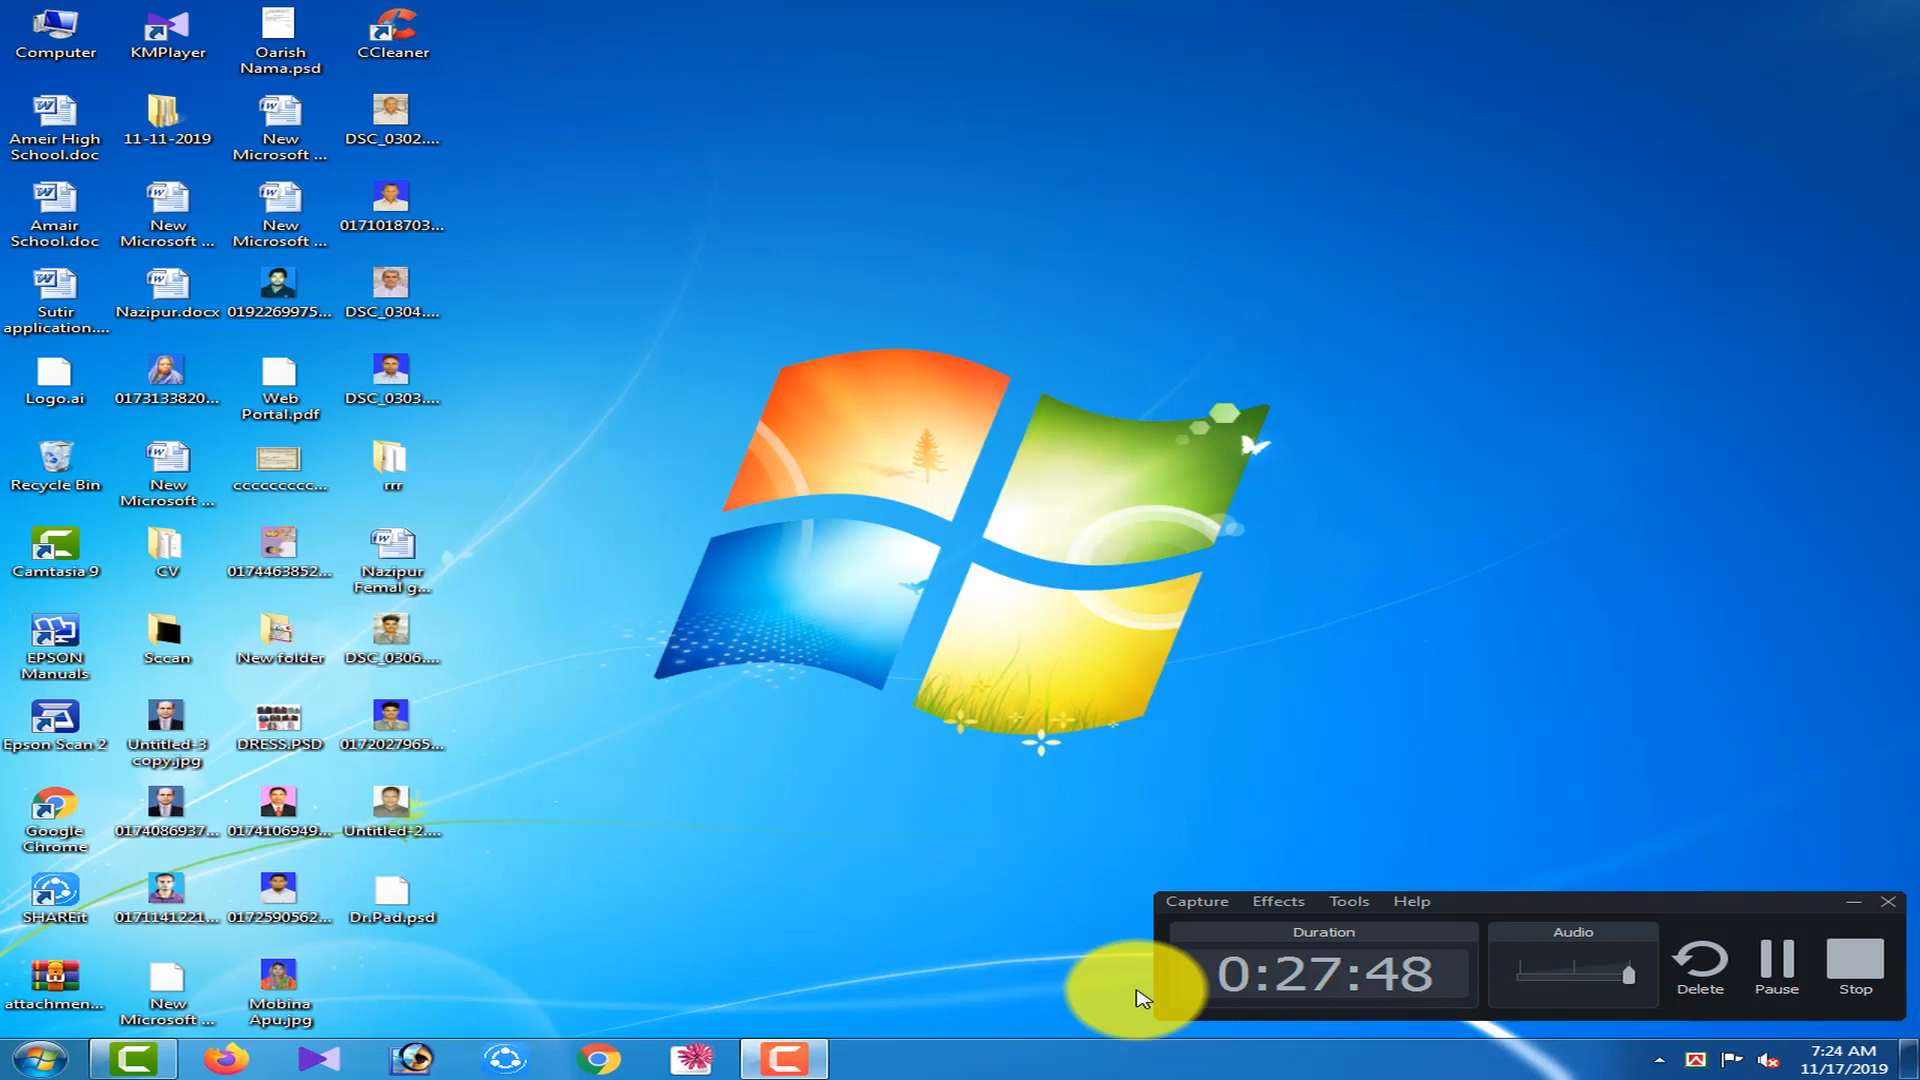 Computer
KMPlayer
Oarish
Nama.psd
CCleaner
Ameir High
School.doc
11-11-2019
New
Microsoft ...
DSC_0302....
Amair
School.doc
New
Microsoft ...
New
Microsoft ...
0171018703...
Sutir
application....
Nazipur.docx
0192269975...
DSC_0304....
Logo.ai
0173133820...
Web
Portal.pdf
DSC_0303....
Recycle Bin
New
Microsoft ...
cccccccccc...
rrr
Camtasia 9
CV
0174463852...
Nazipur
Femal g...
EPSON
Manuals
Sccan
New folder
DSC_0306....
Epson Scan 2
Untitled-3
copy.jpg
DRESS.PSD
0172027965...
Google
Chrome
0174086937...
0174106949...
Untitled-2....
SHAREit
0171141221...
0172590562...
Dr.Pad.psd
attachmen...
New
Microsoft ...
Mobina
Apu.jpg
Capture Effects Tools Help
Duration
Audio
0:27:48
Delete
Pause
Stop
7:24 AM
11/17/2019